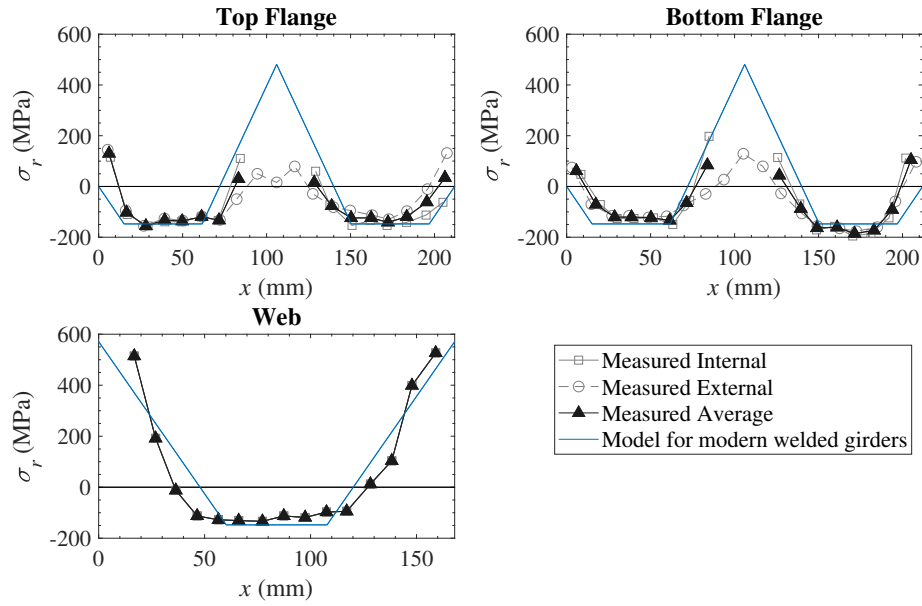 Top Flange
600
400
200
0
-200
σr (MPa)
0
50
100
150
200
x (mm)
Bottom Flange
600
400
200
0
-200
σr (MPa)
0
50
100
150
200
x (mm)
Web
600
400
200
0
-200
σr (MPa)
0
50
100
150
x (mm)
Measured Internal
Measured External
Measured Average
Model for modern welded girders